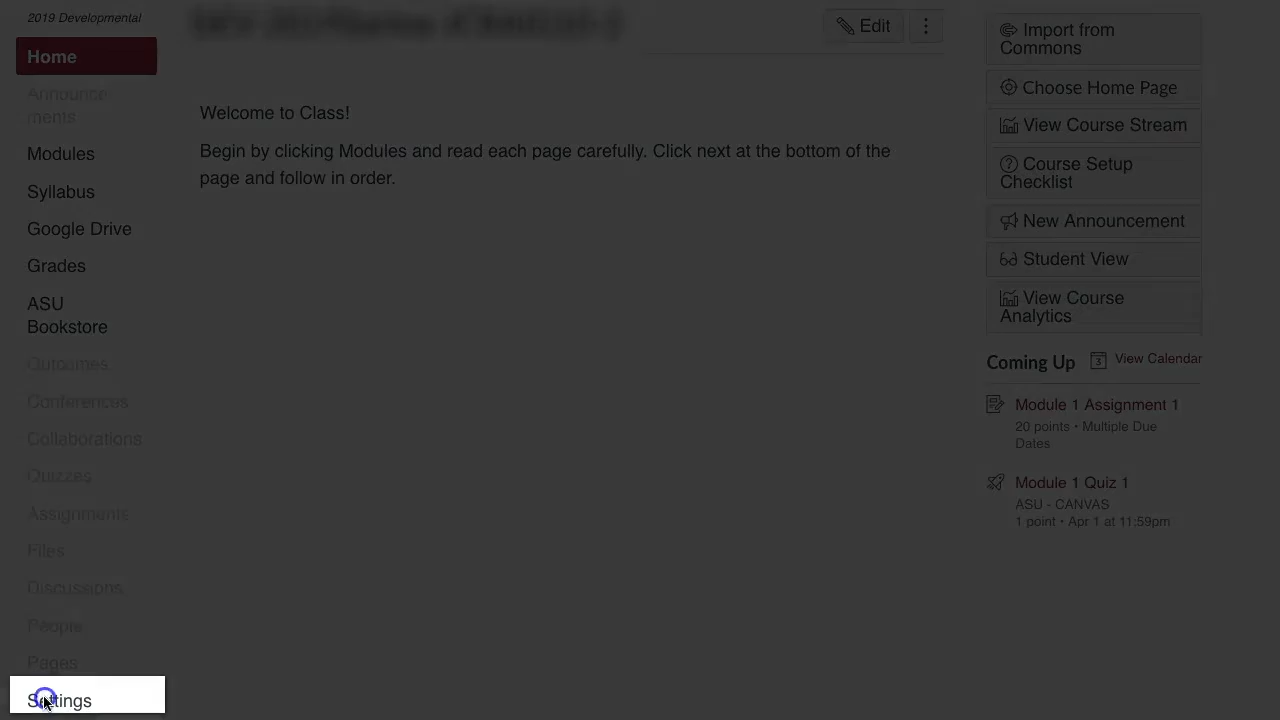 2019 Developmental
Home
Announce
ments
Modules
Syllabus
Google Drive
Grades
ASU
Bookstore
Outcomes
Conferences
Collaborations
Quizzes
Assignments
Files
Discussions
People
Pages
Settings
Edit
Welcome to Class!
Begin by clicking Modules and read each page carefully. Click next at the bottom of the
page and follow in order.
Import from
Commons
Choose Home Page
View Course Stream
Course Setup
Checklist
New Announcement
Student View
View Course
Analytics
Coming Up
3 View Calendar
Module 1 Assignment 1
20 points • Multiple Due
Dates
Module 1 Quiz 1
ASU - CANVAS
1 point • Apr 1 at 11:59pm